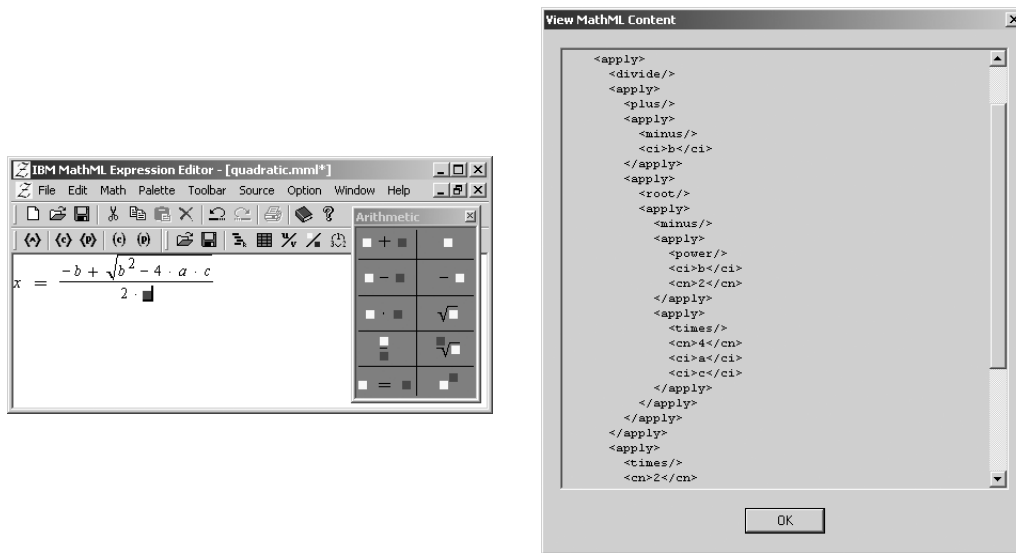 IBM MathML Expression Editor - [quadratic.mml*]
File Edit Math Palette Toolbar Source Option Window Help
Arithmetic
x = (−b + √(b² − 4 · a · c)) / (2 · ■)
View MathML Content
<apply>
<divide/>
<apply>
<plus/>
<apply>
<minus/>
<ci>b</ci>
</apply>
<apply>
<root/>
<apply>
<minus/>
<apply>
<power/>
<ci>b</ci>
<cn>2</cn>
</apply>
<apply>
<times/>
<cn>4</cn>
<ci>a</ci>
<ci>c</ci>
</apply>
</apply>
</apply>
</apply>
<apply>
<times/>
<cn>2</cn>
OK